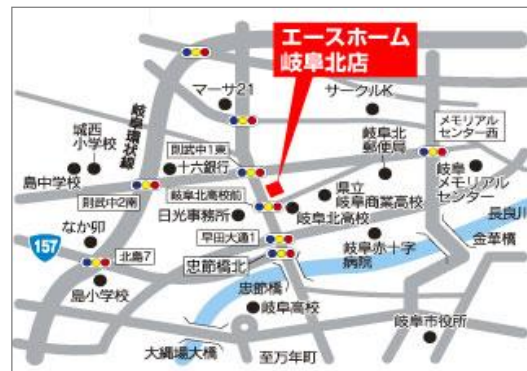 エースホーム
岐阜北店
マーサ21
サークルK
岐阜環状線
城西
小学校
則武中1東
十六銀行
岐阜北
郵便局
メモリアル
センター西
島中学校
則武中2南
岐阜北高校前
県立
岐阜商業高校
岐阜
メモリアル
センター
日光事務所
岐阜北高校
長良川
なか卯
早田大通1
金華橋
157
北島7
忠節橋北
岐阜赤十字
病院
島小学校
忠節橋
岐阜高校
岐阜市役所
大縄場大橋
至万年町